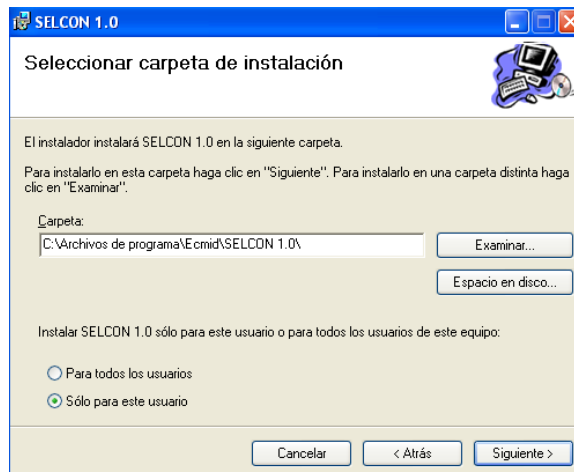 SELCON 1.0
Seleccionar carpeta de instalación
El instalador instalará SELCON 1.0 en la siguiente carpeta.
Para instalarlo en esta carpeta haga clic en "Siguiente". Para instalarlo en una carpeta distinta haga
clic en "Examinar".
Carpeta:
C:\Archivos de programa\Ecmid\SELCON 1.0\
Examinar...
Espacio en disco...
Instalar SELCON 1.0 sólo para este usuario o para todos los usuarios de este equipo:
Para todos los usuarios
Sólo para este usuario
Cancelar
< Atrás
Siguiente >